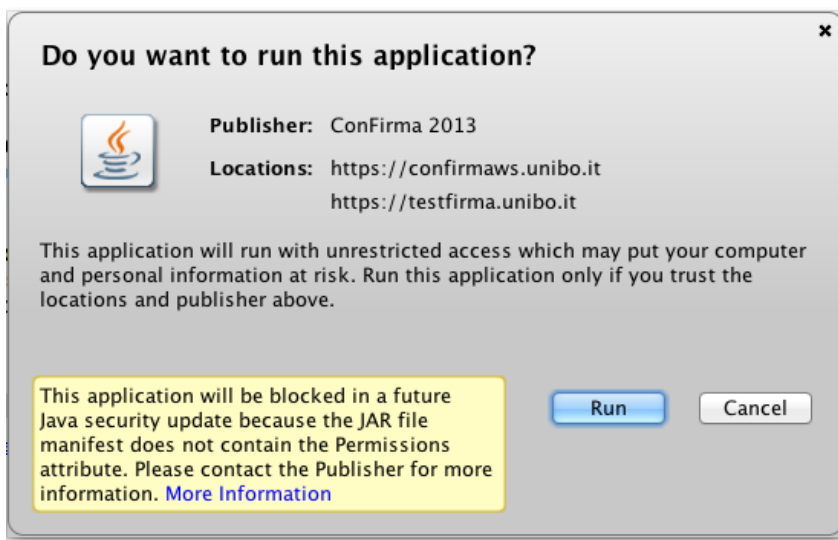 Do you want to run this application?
Publisher: ConFirma 2013
Locations: https://confirmaws.unibo.it
https://testfirma.unibo.it
This application will run with unrestricted access which may put your computer
and personal information at risk. Run this application only if you trust the
locations and publisher above.
This application will be blocked in a future
Java security update because the JAR file
manifest does not contain the Permissions
attribute. Please contact the Publisher for more
information. More Information
Run
Cancel